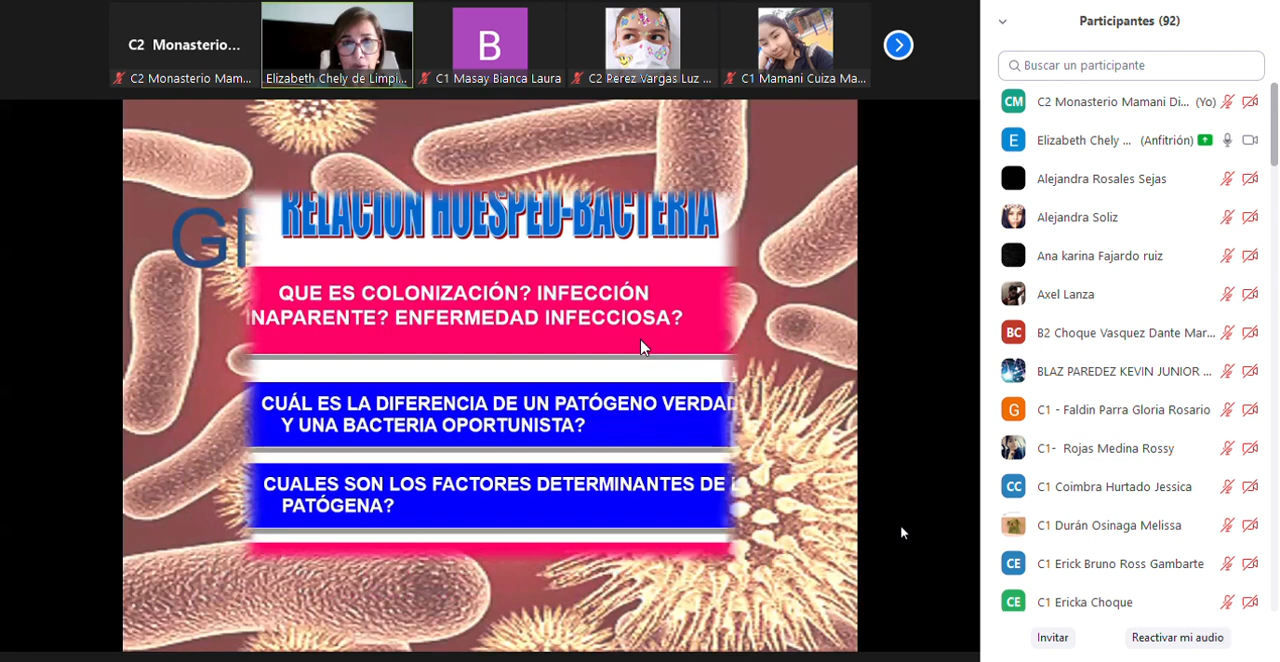 C2 Monasterio...
C2 Monasterio Mam...
Elizabeth Chely de Limpi...
B
C1 Masay Bianca Laura
C2 Perez Vargas Luz ...
C1 Mamani Cuiza Ma...
RELACION HUESPED-BACTERIA
QUE ES COLONIZACIÓN? INFECCIÓN
NAPARENTE? ENFERMEDAD INFECCIOSA?
CUÁL ES LA DIFERENCIA DE UN PATÓGENO VERDAD
Y UNA BACTERIA OPORTUNISTA?
CUALES SON LOS FACTORES DETERMINANTES DE
PATÓGENA?
Participantes (92)
Buscar un participante
CM C2 Monasterio Mamani Di... (Yo)
E Elizabeth Chely ... (Anfitrión)
Alejandra Rosales Sejas
Alejandra Soliz
Ana karina Fajardo ruiz
Axel Lanza
BC B2 Choque Vasquez Dante Mar...
BLAZ PAREDEZ KEVIN JUNIOR ...
G C1 - Faldin Parra Gloria Rosario
C1- Rojas Medina Rossy
CC C1 Coimbra Hurtado Jessica
C1 Durán Osinaga Melissa
CE C1 Erick Bruno Ross Gambarte
CE C1 Ericka Choque
Invitar
Reactivar mi audio